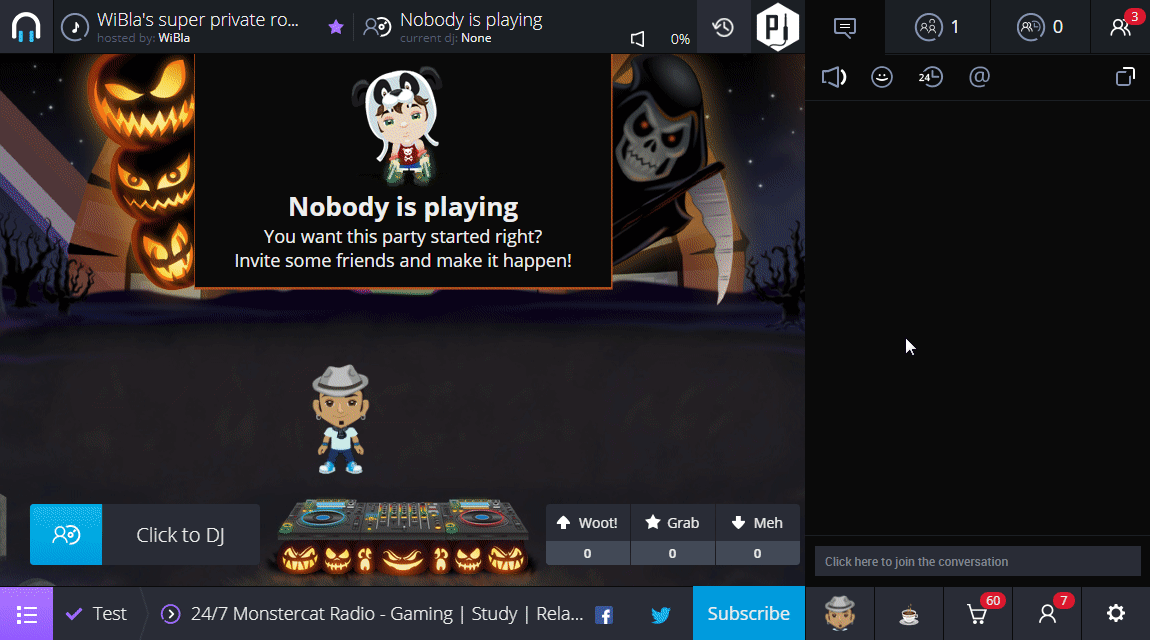 WiBla's super private ro...
hosted by: WiBla
Nobody is playing
current dj: None
0%
1
0
3
24
@
Nobody is playing
You want this party started right?
Invite some friends and make it happen!
Click to DJ
Woot!
Grab
Meh
0
0
0
Click here to join the conversation
Test
24/7 Monstercat Radio - Gaming | Study | Rela...
Subscribe
60
7